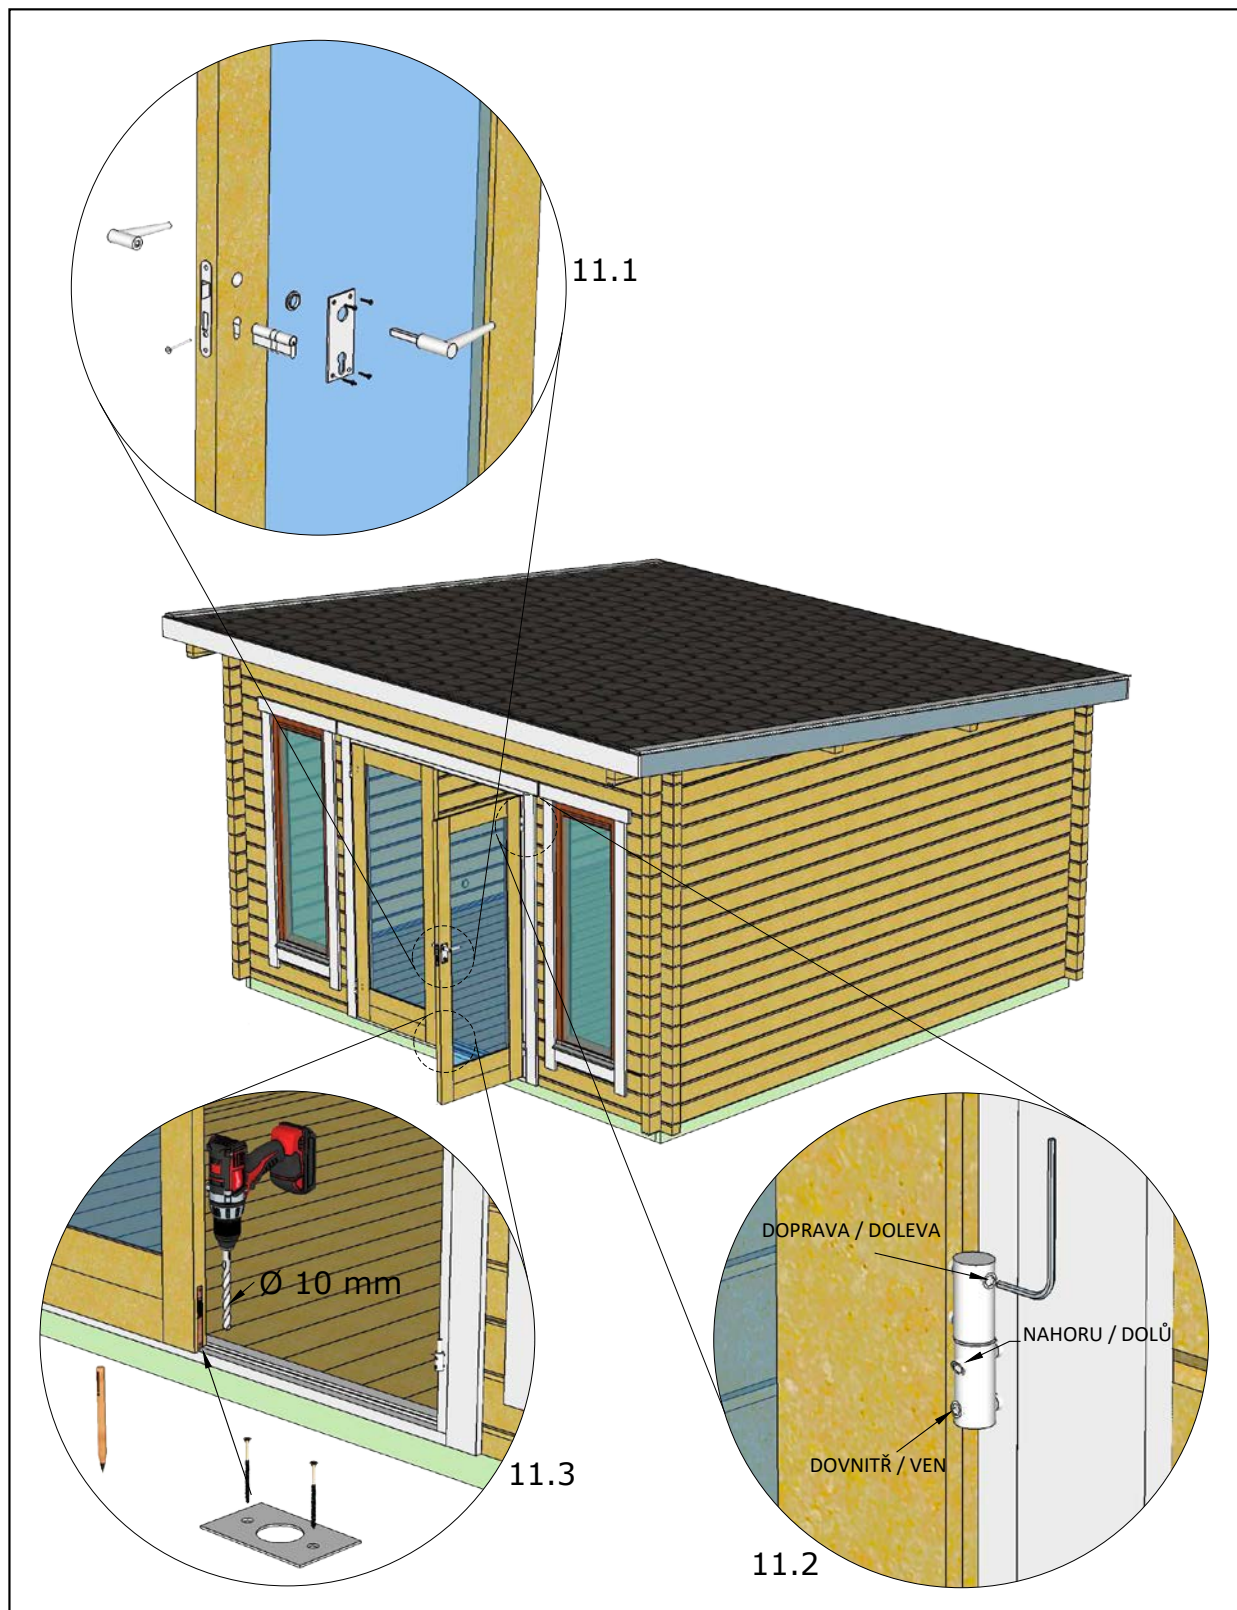 11.1
Ø 10 mm
DOPRAVA / DOLEVA
NAHORU / DOLŮ
DOVNITŘ / VEN
11.3
11.2